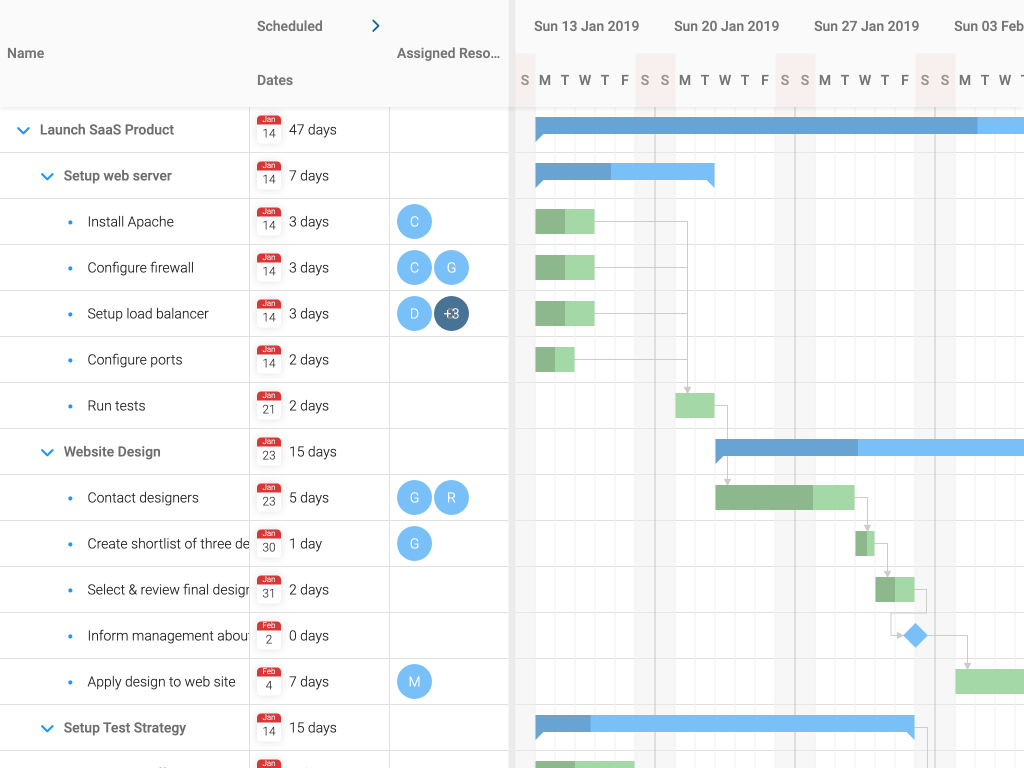 Scheduled
Name
Assigned Reso...
Dates
Sun 13 Jan 2019 Sun 20 Jan 2019 Sun 27 Jan 2019 Sun 03 Feb
S M T W T F S S M T W T F S S M T W T F S S M T W T
Launch SaaS Product Jan 14 47 days
Setup web server Jan 14 7 days
Install Apache Jan 14 3 days C
Configure firewall Jan 14 3 days C G
Setup load balancer Jan 14 3 days D +3
Configure ports Jan 14 2 days
Run tests Jan 21 2 days
Website Design Jan 23 15 days
Contact designers Jan 23 5 days G R
Create shortlist of three de Jan 30 1 day G
Select & review final design Jan 31 2 days
Inform management abou Feb 2 0 days
Apply design to web site Feb 4 7 days M
Setup Test Strategy Jan 14 15 days
Jan